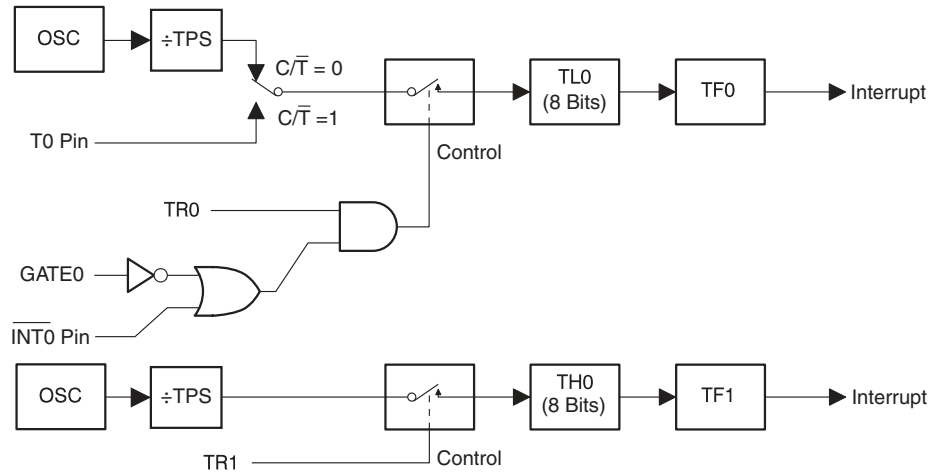 OSC
÷TPS
C/T̅ = 0
C/T̅ =1
T0 Pin
TL0
(8 Bits)
TF0
Interrupt
Control
TR0
GATE0
I̅N̅T̅0̅ Pin
OSC
÷TPS
TH0
(8 Bits)
TF1
Interrupt
TR1
Control